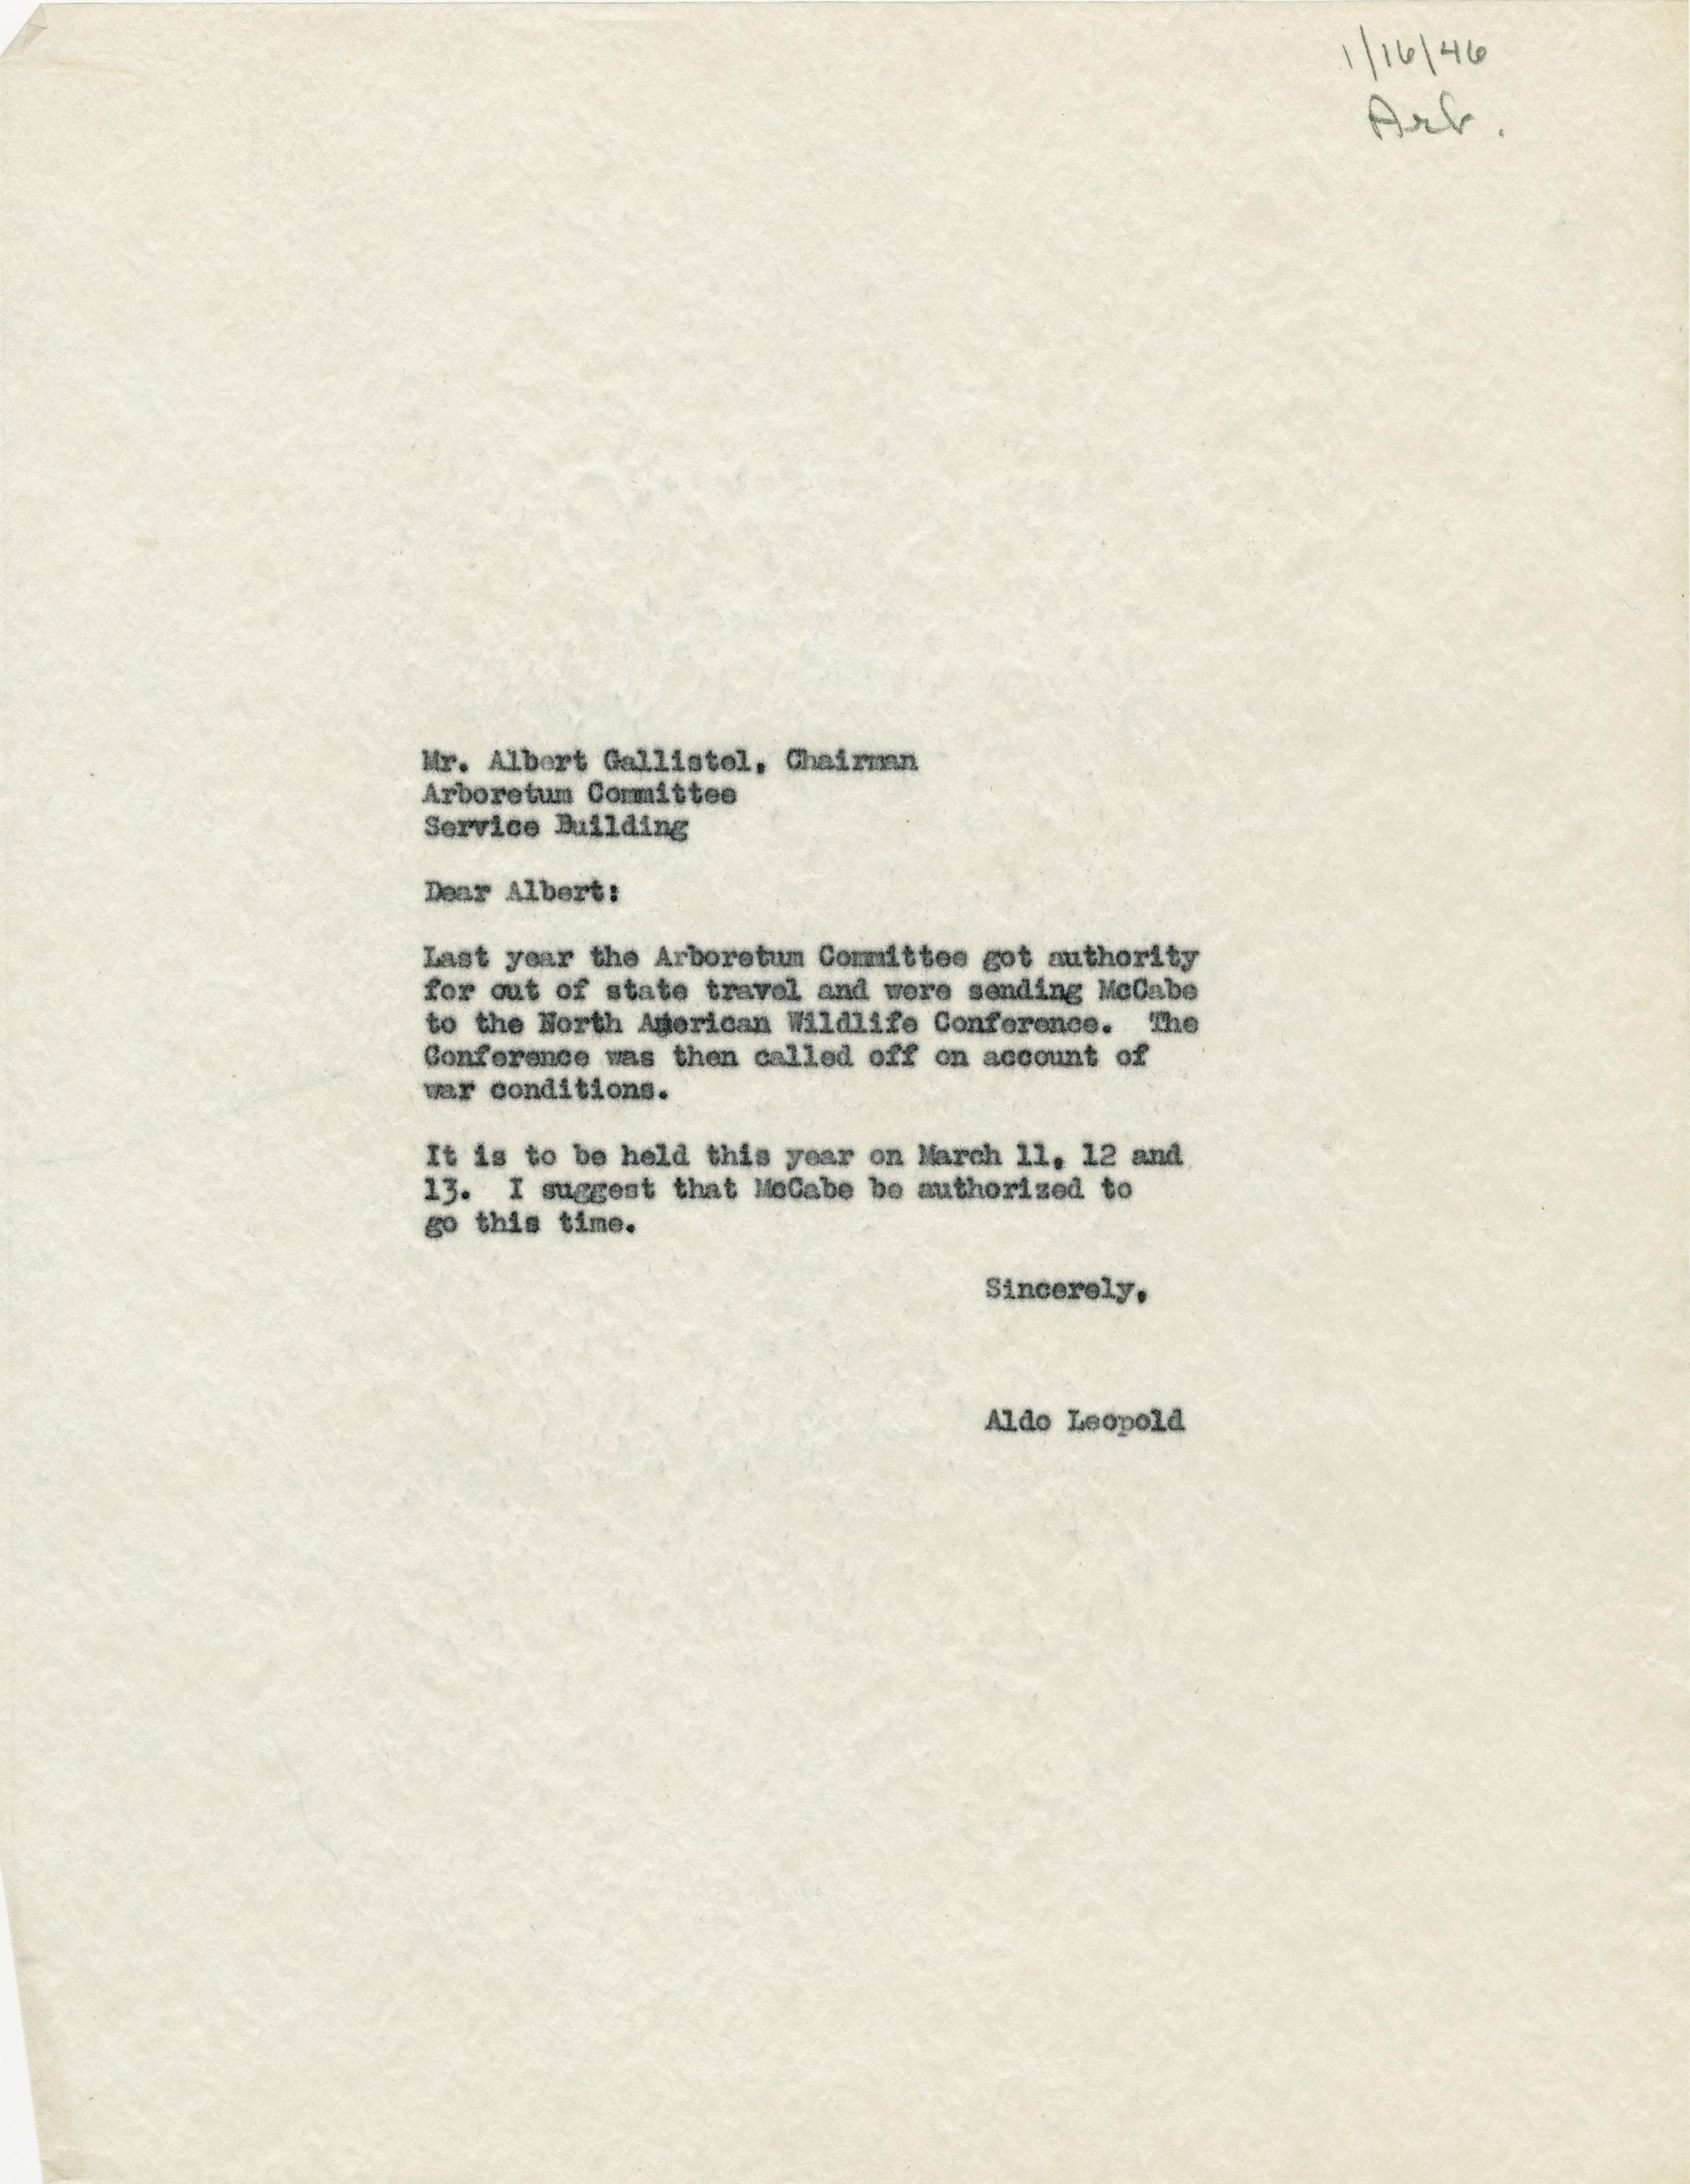 1/16/46
Arb.
Mr. Albert Gallistel, Chairman
Arboretum Committee
Service Building
Dear Albert:
Last year the Arboretum Committee got authority
for out of state travel and were sending McCabe
to the North American Wildlife Conference. The
Conference was then called off on account of
war conditions.
It is to be held this year on March 11, 12 and
13. I suggest that McCabe be authorized to
go this time.
Sincerely,
Aldo Leopold